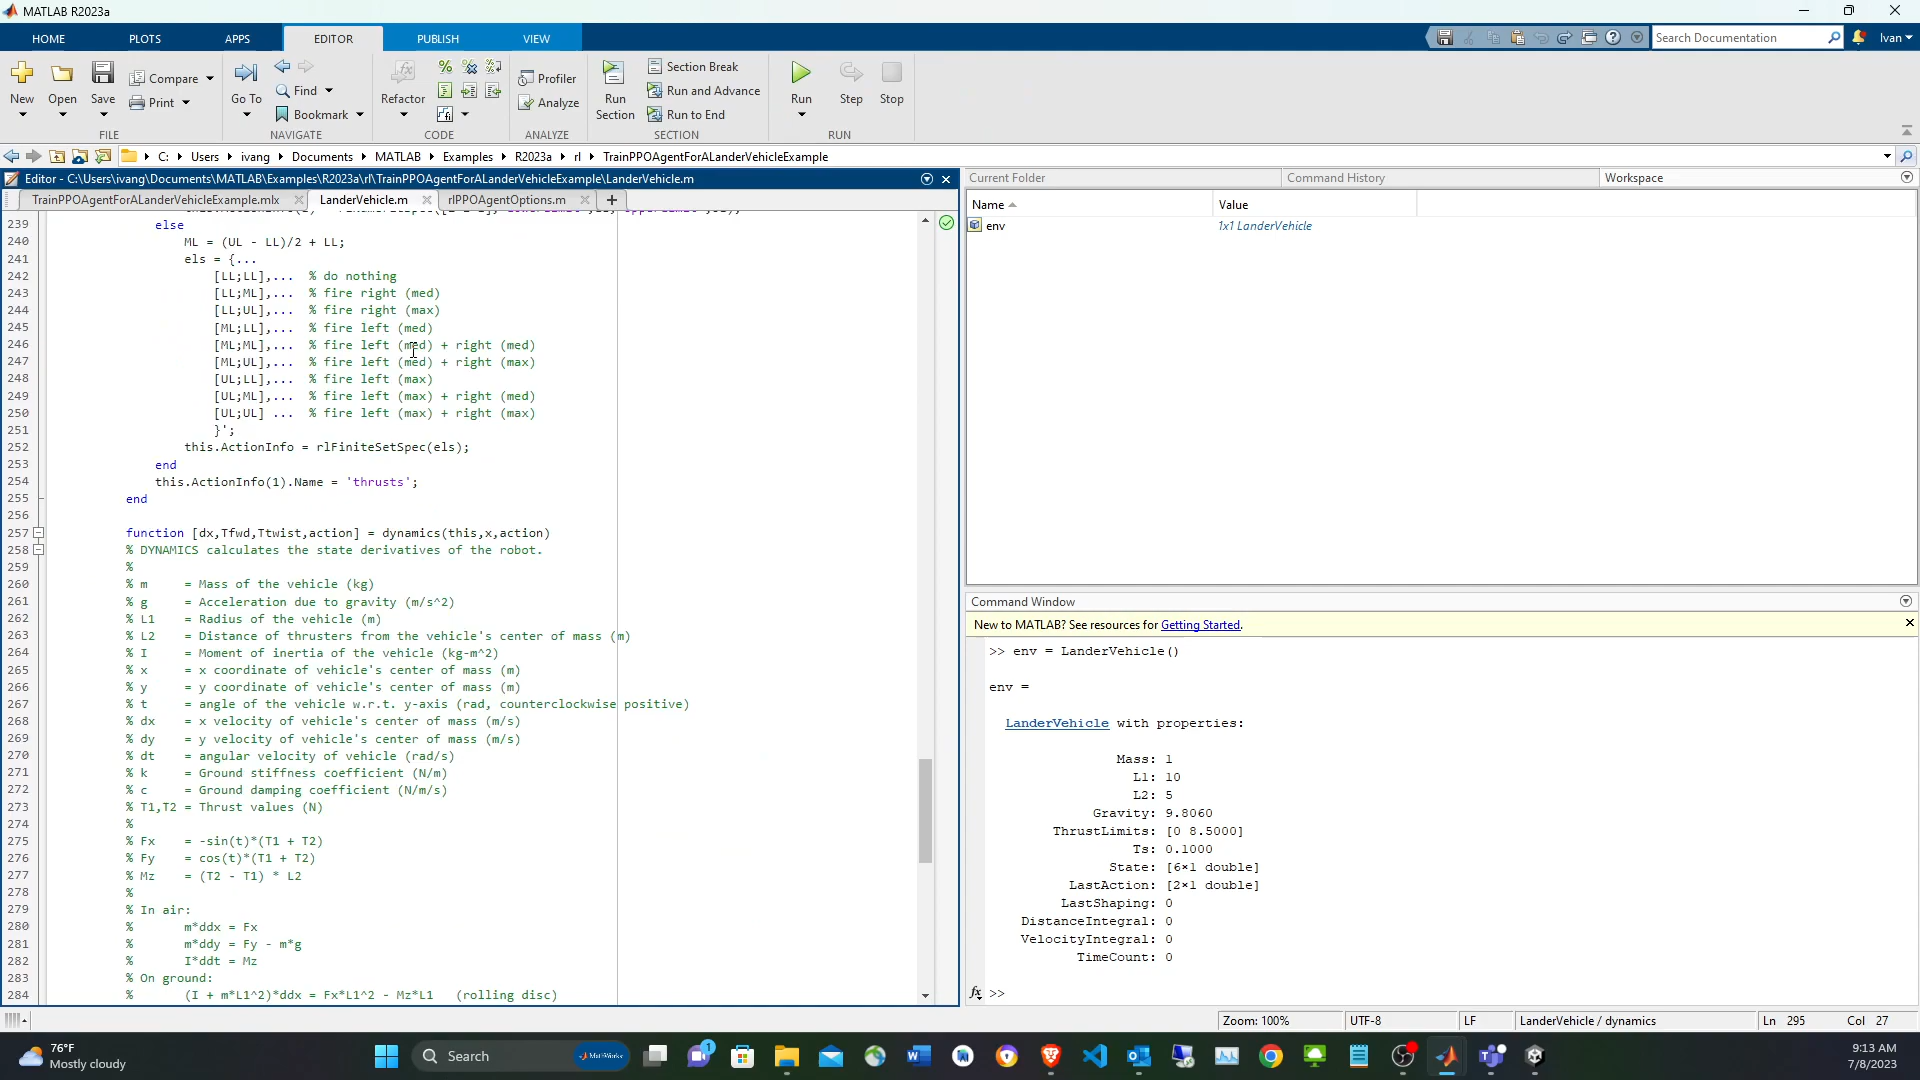 MATLAB R2023a
HOME PLOTS APPS EDITOR PUBLISH VIEW
Search Documentation Ivan
New Open Save Compare Print
Go To Find Bookmark
Refactor
Profiler Analyze
Run Section
Section Break
Run and Advance
Run to End
Run Step Stop
FILE NAVIGATE CODE ANALYZE SECTION RUN
C: Users ivang Documents MATLAB Examples R2023a rl TrainPPOAgentForALanderVehicleExample
Editor - C:\Users\ivang\Documents\MATLAB\Examples\R2023a\rl\TrainPPOAgentForALanderVehicleExample\LanderVehicle.m
TrainPPOAgentForALanderVehicleExample.mlx LanderVehicle.m rlPPOAgentOptions.m
239 else
240 ML = (UL - LL)/2 + LL;
241 els = {...
242 [LL;LL],... % do nothing
243 [LL;ML],... % fire right (med)
244 [LL;UL],... % fire right (max)
245 [ML;LL],... % fire left (med)
246 [ML;ML],... % fire left (med) + right (med)
247 [ML;UL],... % fire left (med) + right (max)
248 [UL;LL],... % fire left (max)
249 [UL;ML],... % fire left (max) + right (med)
250 [UL;UL] ... % fire left (max) + right (max)
251 }';
252 this.ActionInfo = rlFiniteSetSpec(els);
253 end
254 this.ActionInfo(1).Name = 'thrusts';
255 end
256
257 function [dx,Tfwd,Ttwist,action] = dynamics(this,x,action)
258 % DYNAMICS calculates the state derivatives of the robot.
259 %
260 % m = Mass of the vehicle (kg)
261 % g = Acceleration due to gravity (m/s^2)
262 % L1 = Radius of the vehicle (m)
263 % L2 = Distance of thrusters from the vehicle's center of mass (m)
264 % I = Moment of inertia of the vehicle (kg-m^2)
265 % x = x coordinate of vehicle's center of mass (m)
266 % y = y coordinate of vehicle's center of mass (m)
267 % t = angle of the vehicle w.r.t. y-axis (rad, counterclockwise positive)
268 % dx = x velocity of vehicle's center of mass (m/s)
269 % dy = y velocity of vehicle's center of mass (m/s)
270 % dt = angular velocity of vehicle (rad/s)
271 % k = Ground stiffness coefficient (N/m)
272 % c = Ground damping coefficient (N/m/s)
273 % T1,T2 = Thrust values (N)
274 %
275 % Fx = -sin(t)*(T1 + T2)
276 % Fy = cos(t)*(T1 + T2)
277 % Mz = (T2 - T1) * L2
278 %
279 % In air:
280 % m*ddx = Fx
281 % m*ddy = Fy - m*g
282 % I*ddt = Mz
283 % On ground:
284 % (I + m*L1^2)*ddx = Fx*L1^2 - Mz*L1 (rolling disc)
Current Folder Command History Workspace
Name Value
env 1x1 LanderVehicle
Command Window
New to MATLAB? See resources for Getting Started.
>> env = LanderVehicle()
env =
LanderVehicle with properties:
Mass: 1
L1: 10
L2: 5
Gravity: 9.8060
ThrustLimits: [0 8.5000]
Ts: 0.1000
State: [6×1 double]
LastAction: [2×1 double]
LastShaping: 0
DistanceIntegral: 0
VelocityIntegral: 0
TimeCount: 0
fx >>
Zoom: 100% UTF-8 LF LanderVehicle / dynamics Ln 295 Col 27
76°F
Mostly cloudy
Search MathWorks
1
9:13 AM
7/8/2023